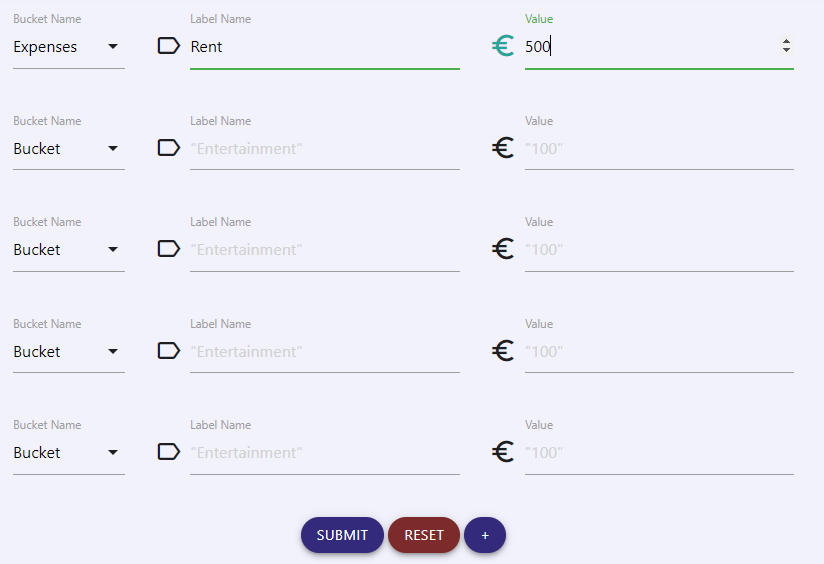 Bucket Name Label Name Value
Expenses Rent € 500
Bucket Name Label Name Value
Bucket "Entertainment" € "100"
Bucket Name Label Name Value
Bucket "Entertainment" € "100"
Bucket Name Label Name Value
Bucket "Entertainment" € "100"
Bucket Name Label Name Value
Bucket "Entertainment" € "100"
SUBMIT RESET +